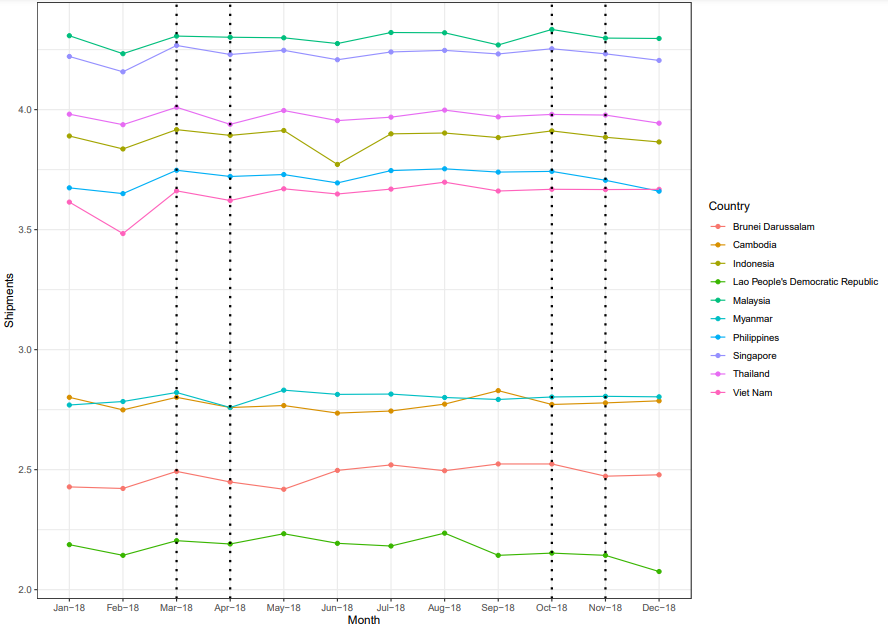 4.0
3.5
3.0
2.5
2.0
Shipments
Jan−18 Feb−18 Mar−18 Apr−18 May−18 Jun−18 Jul−18 Aug−18 Sep−18 Oct−18 Nov−18 Dec−18
Month
Country
Brunei Darussalam
Cambodia
Indonesia
Lao People's Democratic Republic
Malaysia
Myanmar
Philippines
Singapore
Thailand
Viet Nam